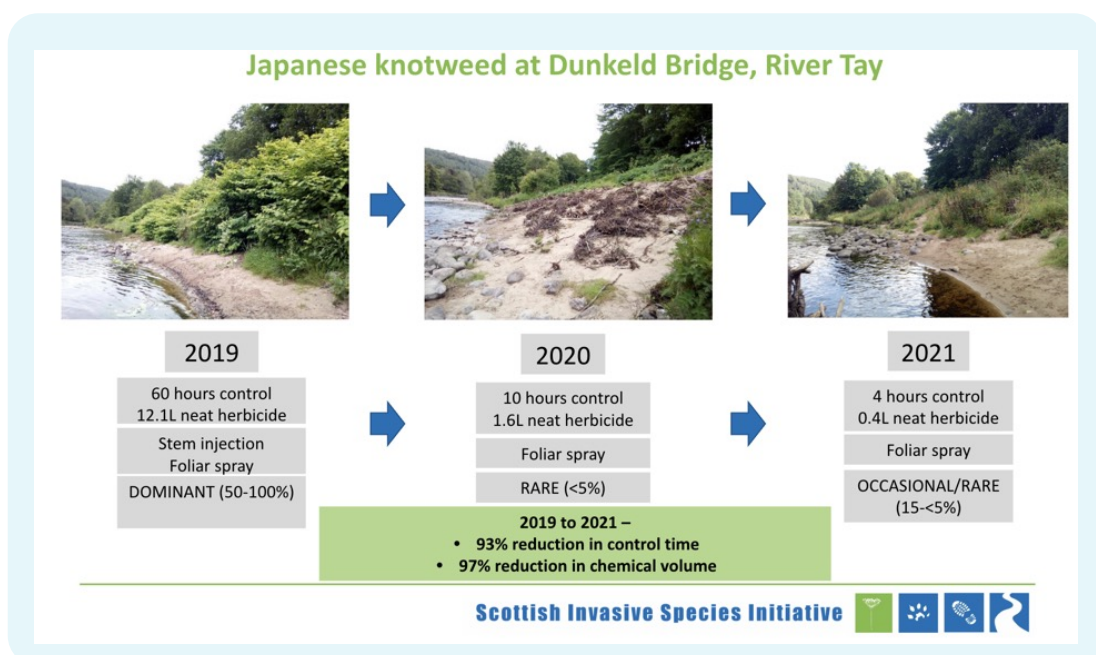 Japanese knotweed at Dunkeld Bridge, River Tay
2019
60 hours control
12.1L neat herbicide
Stem injection
Foliar spray
DOMINANT (50-100%)
2020
10 hours control
1.6L neat herbicide
Foliar spray
RARE (<5%)
2021
4 hours control
0.4L neat herbicide
Foliar spray
OCCASIONAL/RARE
(15-<5%)
2019 to 2021 –
• 93% reduction in control time
• 97% reduction in chemical volume
Scottish Invasive Species Initiative